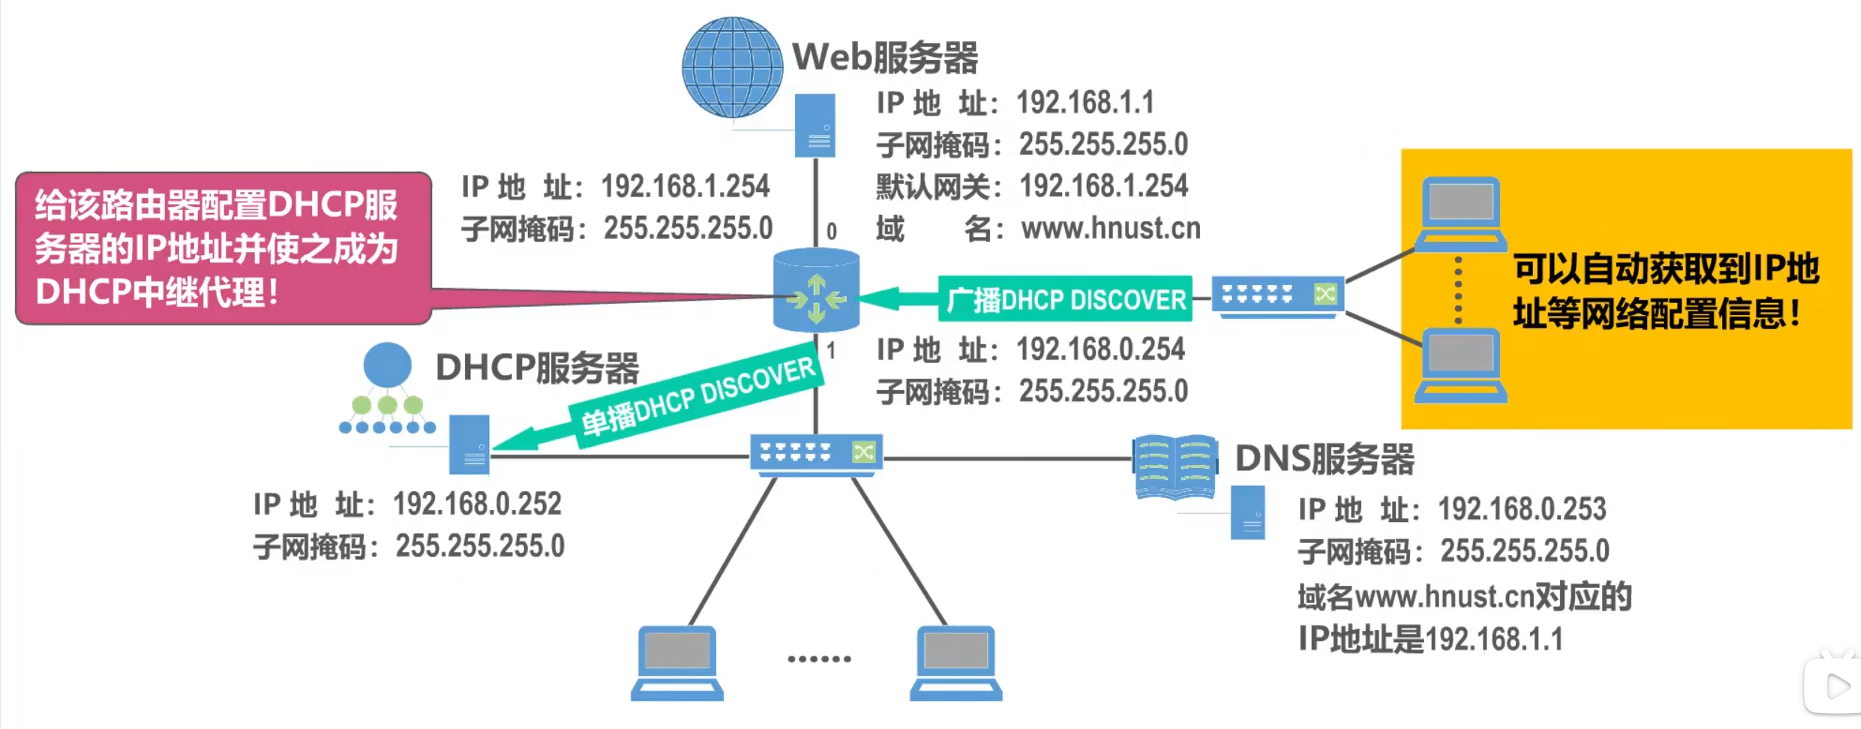 Web服务器
IP 地 址：192.168.1.1
子网掩码：255.255.255.0
默认网关：192.168.1.254
域 名：www.hnust.cn
IP 地 址：192.168.1.254
子网掩码：255.255.255.0
0
给该路由器配置DHCP服
务器的IP地址并使之成为
DHCP中继代理！
广播DHCP DISCOVER
可以自动获取到IP地
址等网络配置信息！
1
IP 地 址：192.168.0.254
子网掩码：255.255.255.0
DHCP服务器
单播DHCP DISCOVER
IP 地 址：192.168.0.252
子网掩码：255.255.255.0
DNS服务器
IP 地 址：192.168.0.253
子网掩码：255.255.255.0
域名www.hnust.cn对应的
IP地址是192.168.1.1